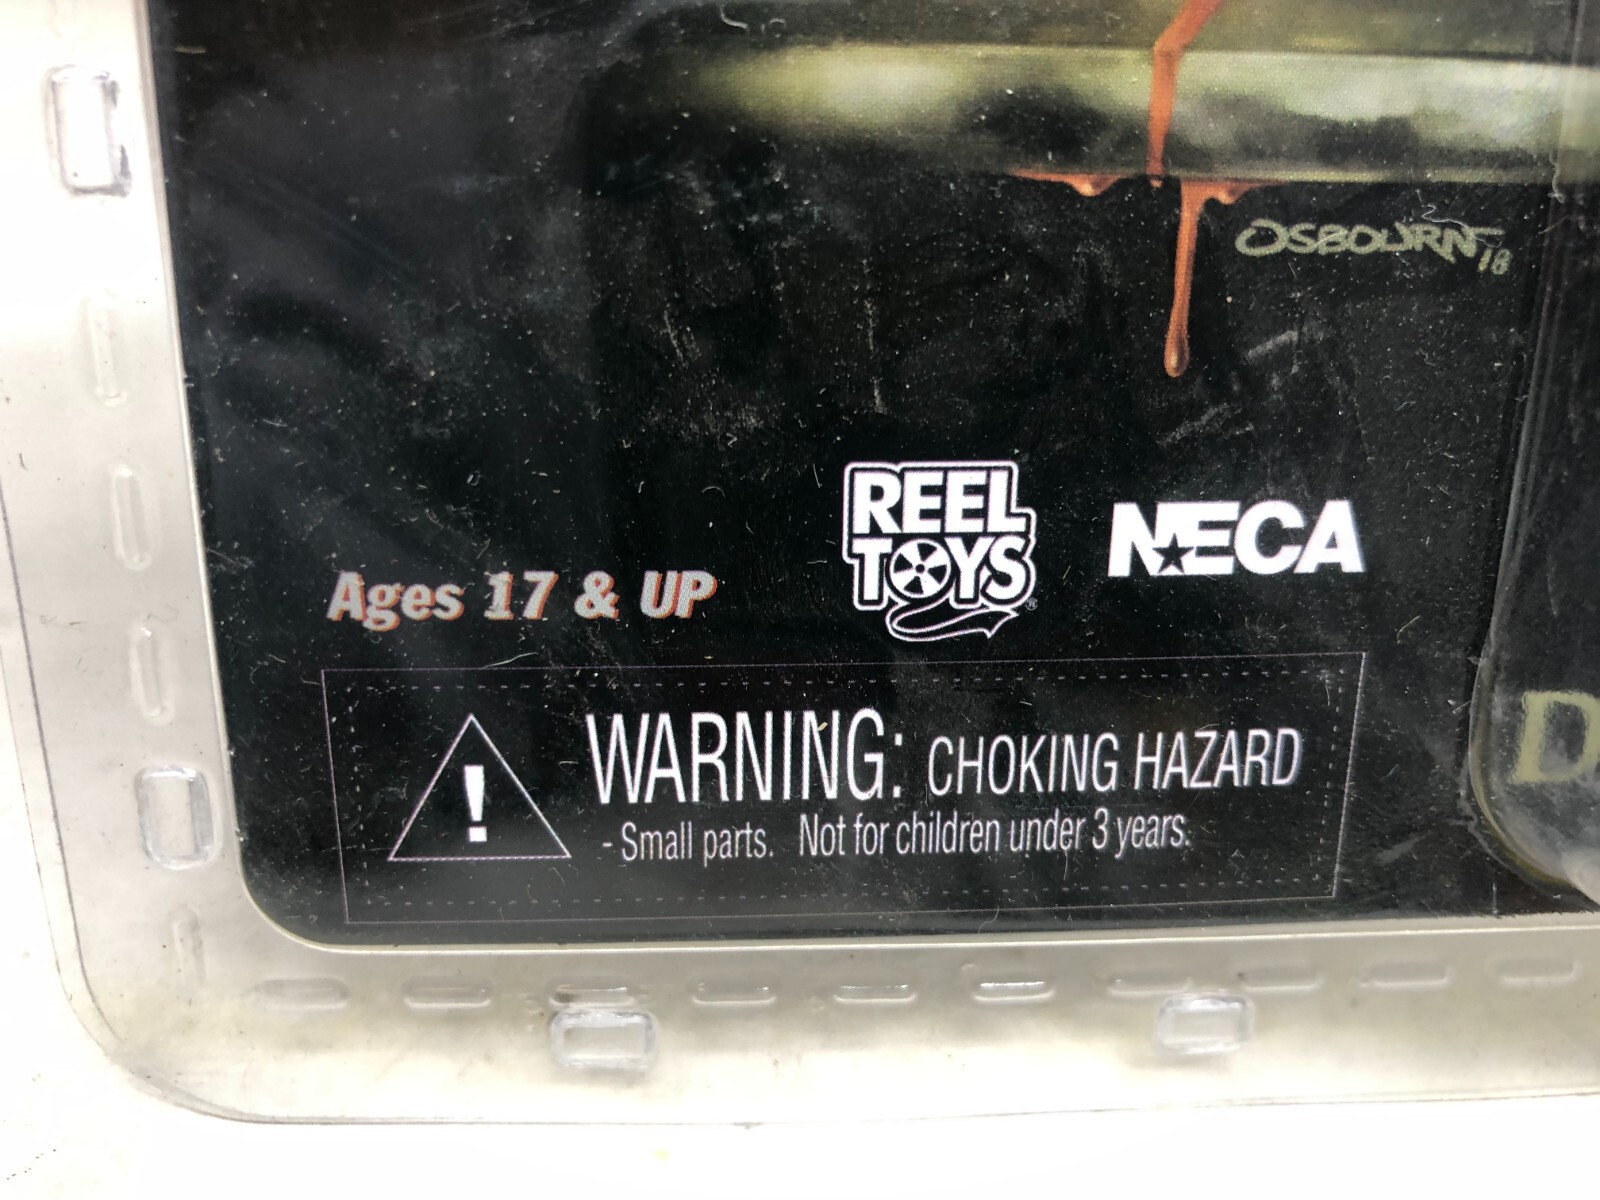 OSBOURN
18
REEL
TOYS
®
NECA
Ages 17 & UP
WARNING: CHOKING HAZARD
- Small parts. Not for children under 3 years.
D